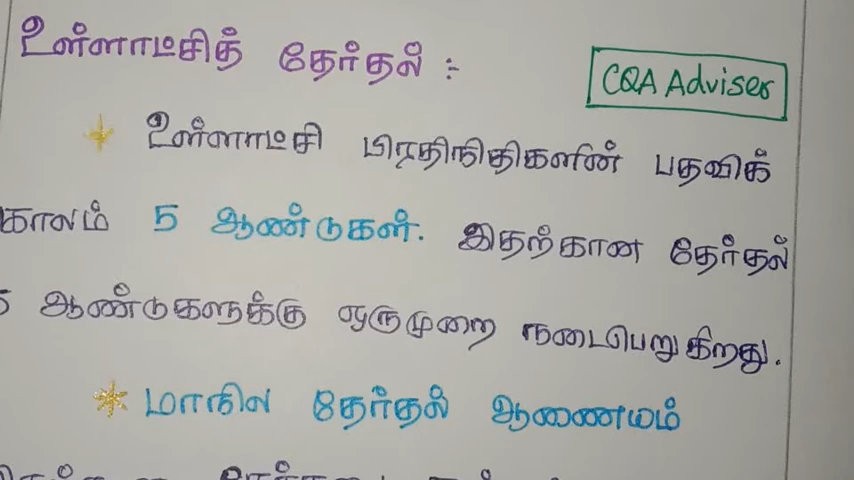 உள்ளாட்சித் தேர்தல் :-
CQA Adviser
உள்ளாட்சி பிரதிநிதிகளின் பதவிக்
காலம் 5 ஆண்டுகள். இதற்கான தேர்தல்
5 ஆண்டுகளுக்கு ஒருமுறை நடைபெறுகிறது.
மாநில தேர்தல் ஆணையம்